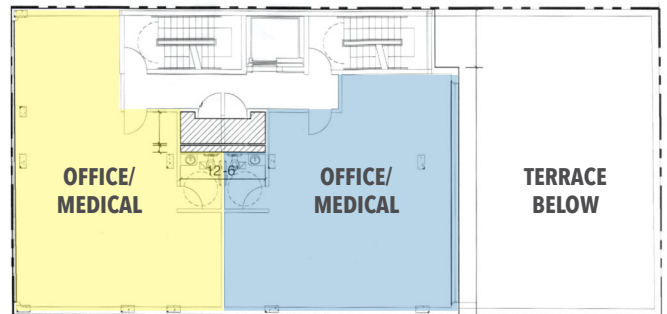 OFFICE/
MEDICAL
12-6"
OFFICE/
MEDICAL
TERRACE
BELOW